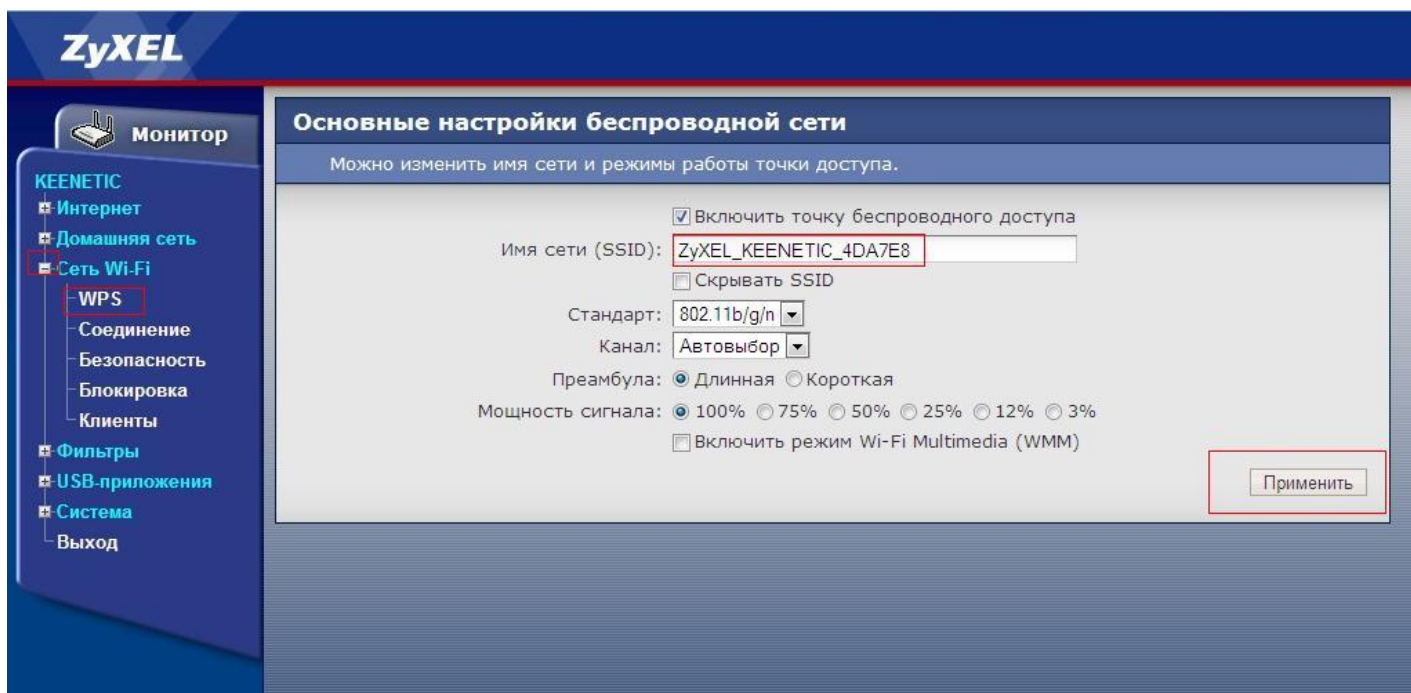 ZyXEL
Монитор
KEENETIC
Интернет
Домашняя сеть
Сеть Wi-Fi
WPS
Соединение
Безопасность
Блокировка
Клиенты
Фильтры
USB-приложения
Система
Выход
Основные настройки беспроводной сети
Можно изменить имя сети и режимы работы точки доступа.
Включить точку беспроводного доступа
Имя сети (SSID): ZyXEL_KEENETIC_4DA7E8
Скрывать SSID
Стандарт: 802.11b/g/n
Канал: Автовыбор
Преамбула: Длинная Короткая
Мощность сигнала: 100% 75% 50% 25% 12% 3%
Включить режим Wi-Fi Multimedia (WMM)
Применить